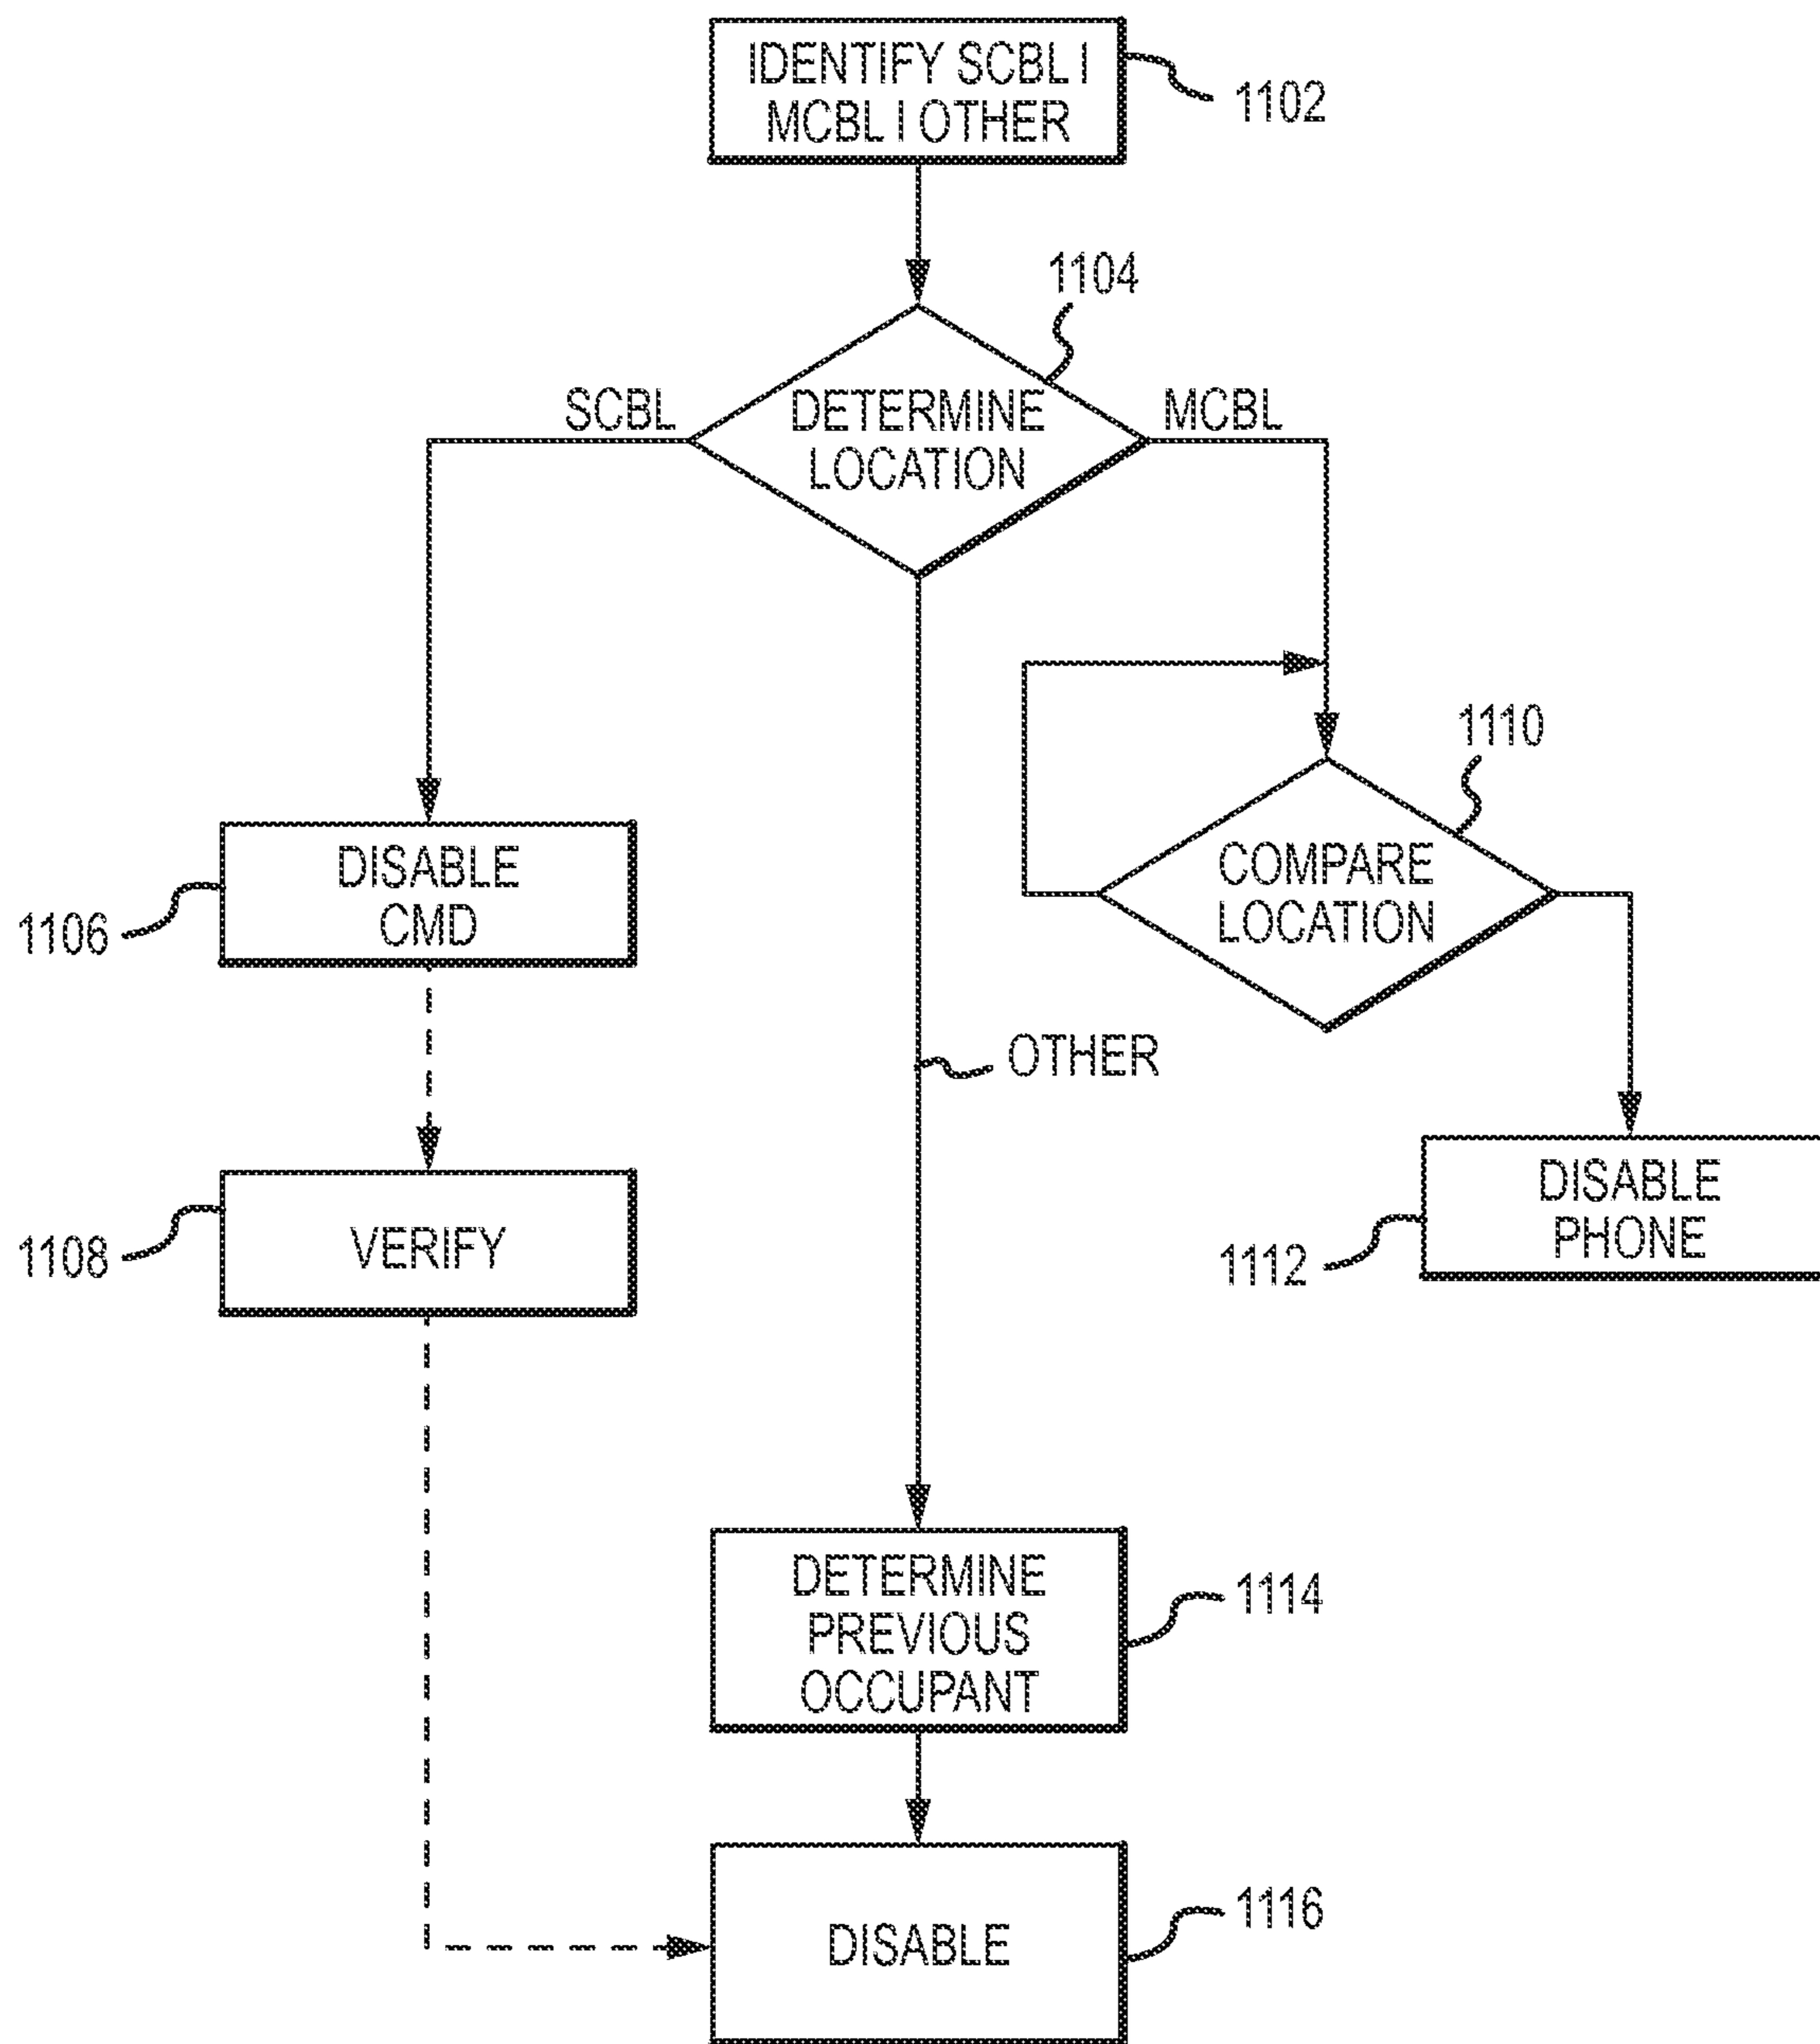 IDENTIFY SCBL I
MCBL I OTHER
1102
1104
SCBL
DETERMINE
LOCATION
MCBL
1110
DISABLE
CMD
1106
COMPARE
LOCATION
OTHER
VERIFY
1108
DISABLE
PHONE
1112
DETERMINE
PREVIOUS
OCCUPANT
1114
DISABLE
1116